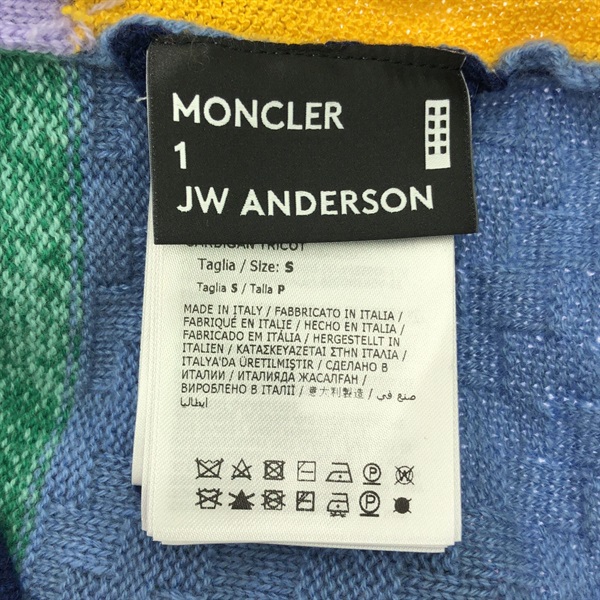 MONCLER
1
JW ANDERSON
CARDIGAN TRICOT
Taglia / Size: S
Taglia S / Talla P
MADE IN ITALY / FABBRICATO IN ITALIA /
FABRIQUÉ EN ITALIE / HECHO EN ITALIA /
FABRICADO EM ITÁLIA / HERGESTELLT IN
ITALIEN / ΚΑΤΑΣΚΕΥΑΖΕΤΑΙ ΣΤΗΝ ΙΤΑΛΙΑ /
ITALYA'DA ÜRETILMIŞTIR / СДЕЛАНО В
ИТАЛИИ / ИТАЛИЯДА ЖАСАЛҒАН /
ВИРОБЛЕНО В ІТАЛІЇ / 意大利製造 / صنع في
ايطاليا